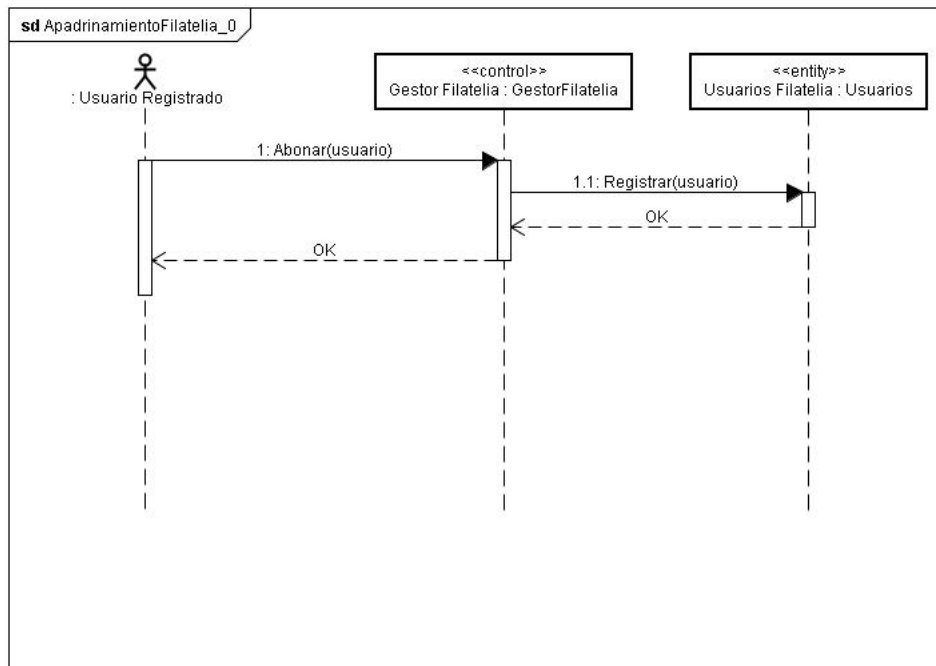 sd ApadrinamientoFilatelia_0
: Usuario Registrado
<<control>>
Gestor Filatelia : GestorFilatelia
<<entity>>
Usuarios Filatelia : Usuarios
1: Abonar(usuario)
1.1: Registrar(usuario)
OK
OK